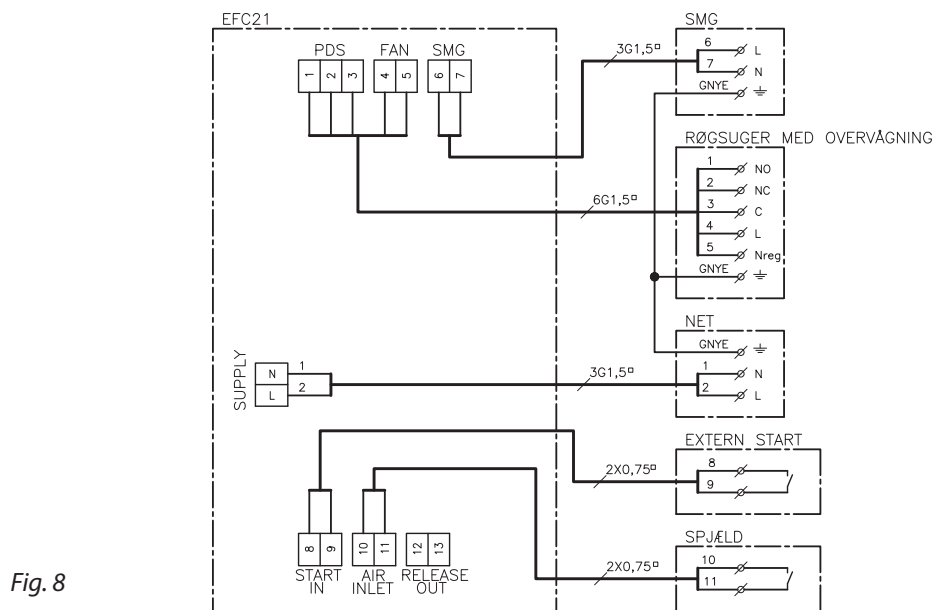 EFC21
SMG
PDS FAN SMG
1 2 3 4 5 6 7
3G1,5
6 L
7 N
GNYE
RØGSUGER MED OVERVÅGNING
1 NO
2 NC
6G1,5
3 C
4 L
5 Nreg
GNYE
NET
GNYE
SUPPLY
N 1
L 2
3G1,5
1 N
2 L
EXTERN START
2X0,75
8
9
8 9 10 11 12 13
START IN
AIR INLET
RELEASE OUT
SPJÆLD
2X0,75
10
11
Fig. 8